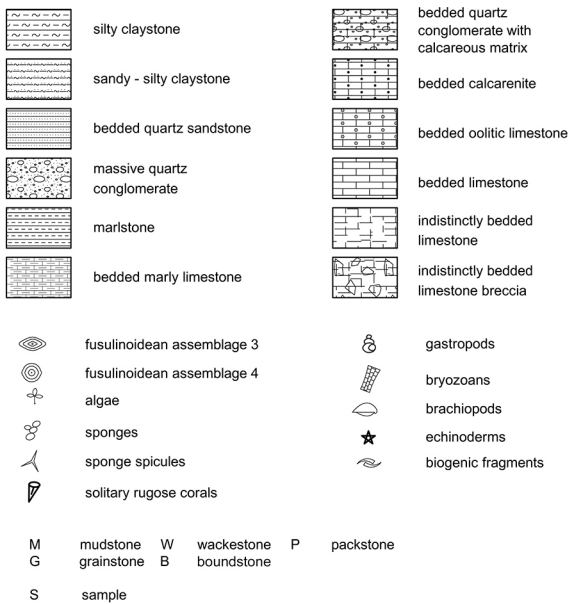 silty claystone
sandy - silty claystone
bedded quartz sandstone
massive quartz
conglomerate
marlstone
bedded marly limestone
bedded quartz
conglomerate with
calcareous matrix
bedded calcarenite
bedded oolitic limestone
bedded limestone
indistinctly bedded
limestone
indistinctly bedded
limestone breccia
fusulinoidean assemblage 3
fusulinoidean assemblage 4
algae
sponges
sponge spicules
solitary rugose corals
gastropods
bryozoans
brachiopods
echinoderms
biogenic fragments
M mudstone W wackestone P packstone
G grainstone B boundstone
S sample